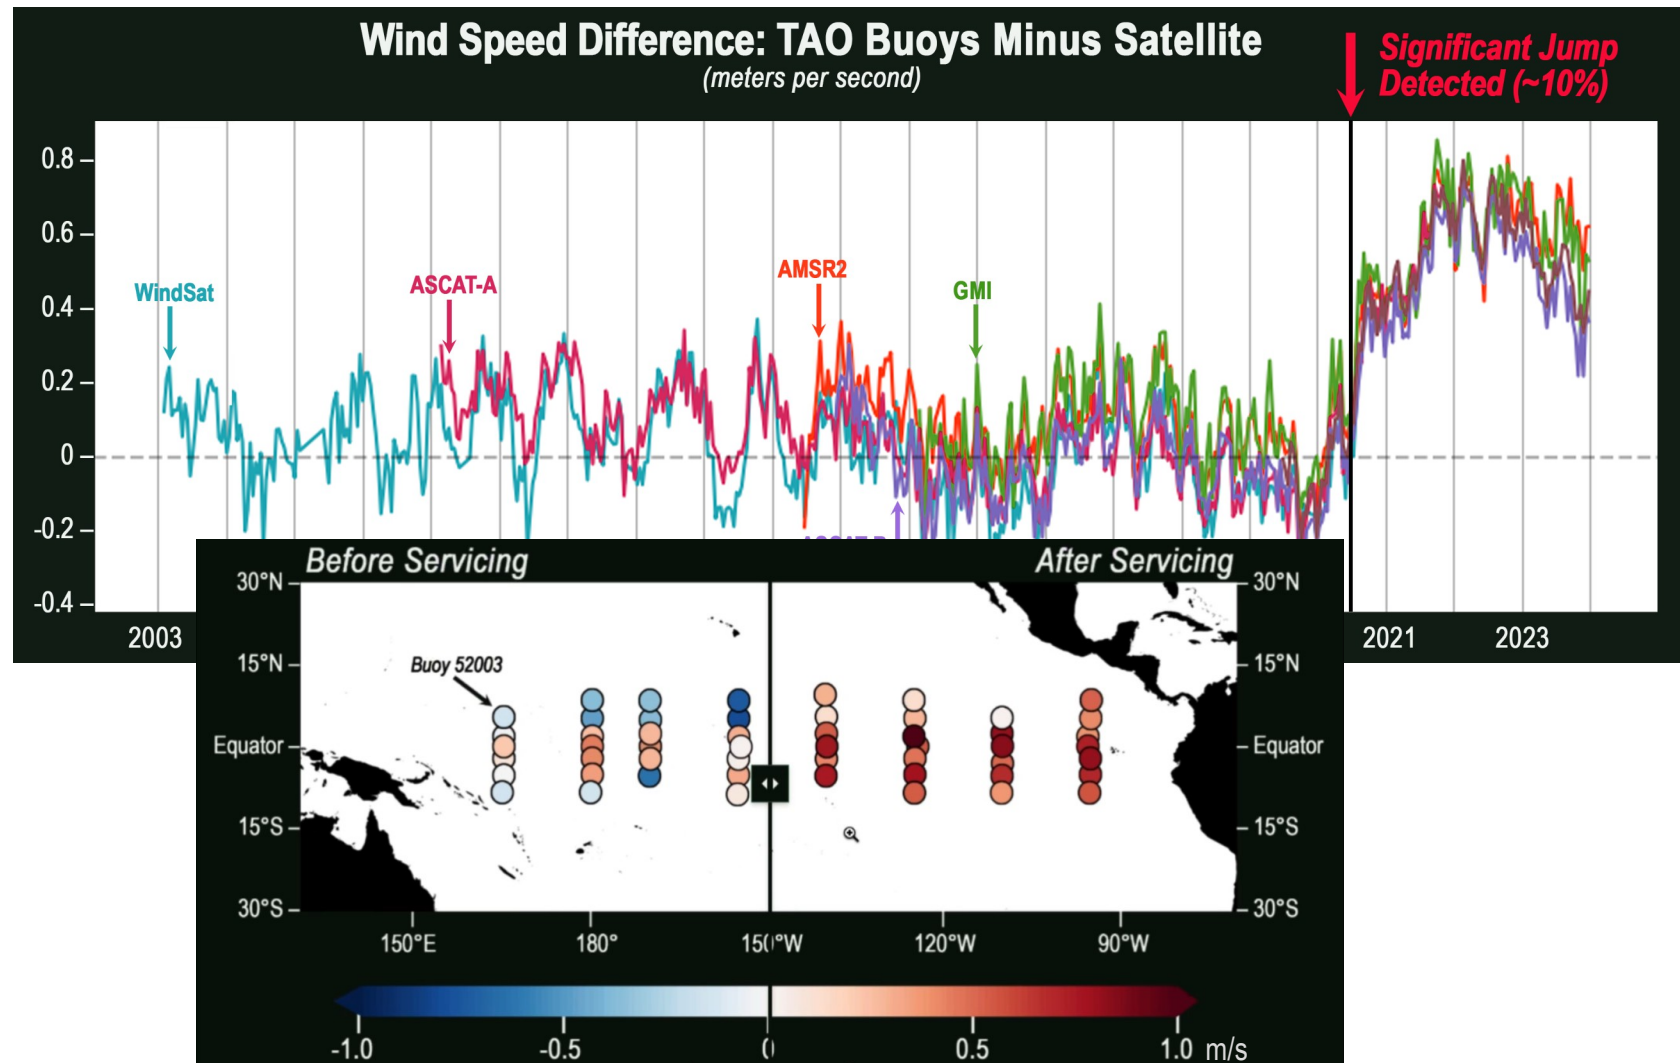 Wind Speed Difference: TAO Buoys Minus Satellite
(meters per second)
Significant Jump
Detected (~10%)
0.8
0.6
0.4
0.2
0
-0.2
-0.4
WindSat
ASCAT-A
AMSR2
GMI
2003
2021
2023
Before Servicing
After Servicing
30°N
15°N
Equator
15°S
30°S
Buoy 52003
30°N
15°N
Equator
15°S
30°S
150°E
180°
150°W
120°W
90°W
-1.0
-0.5
0
0.5
1.0
m/s